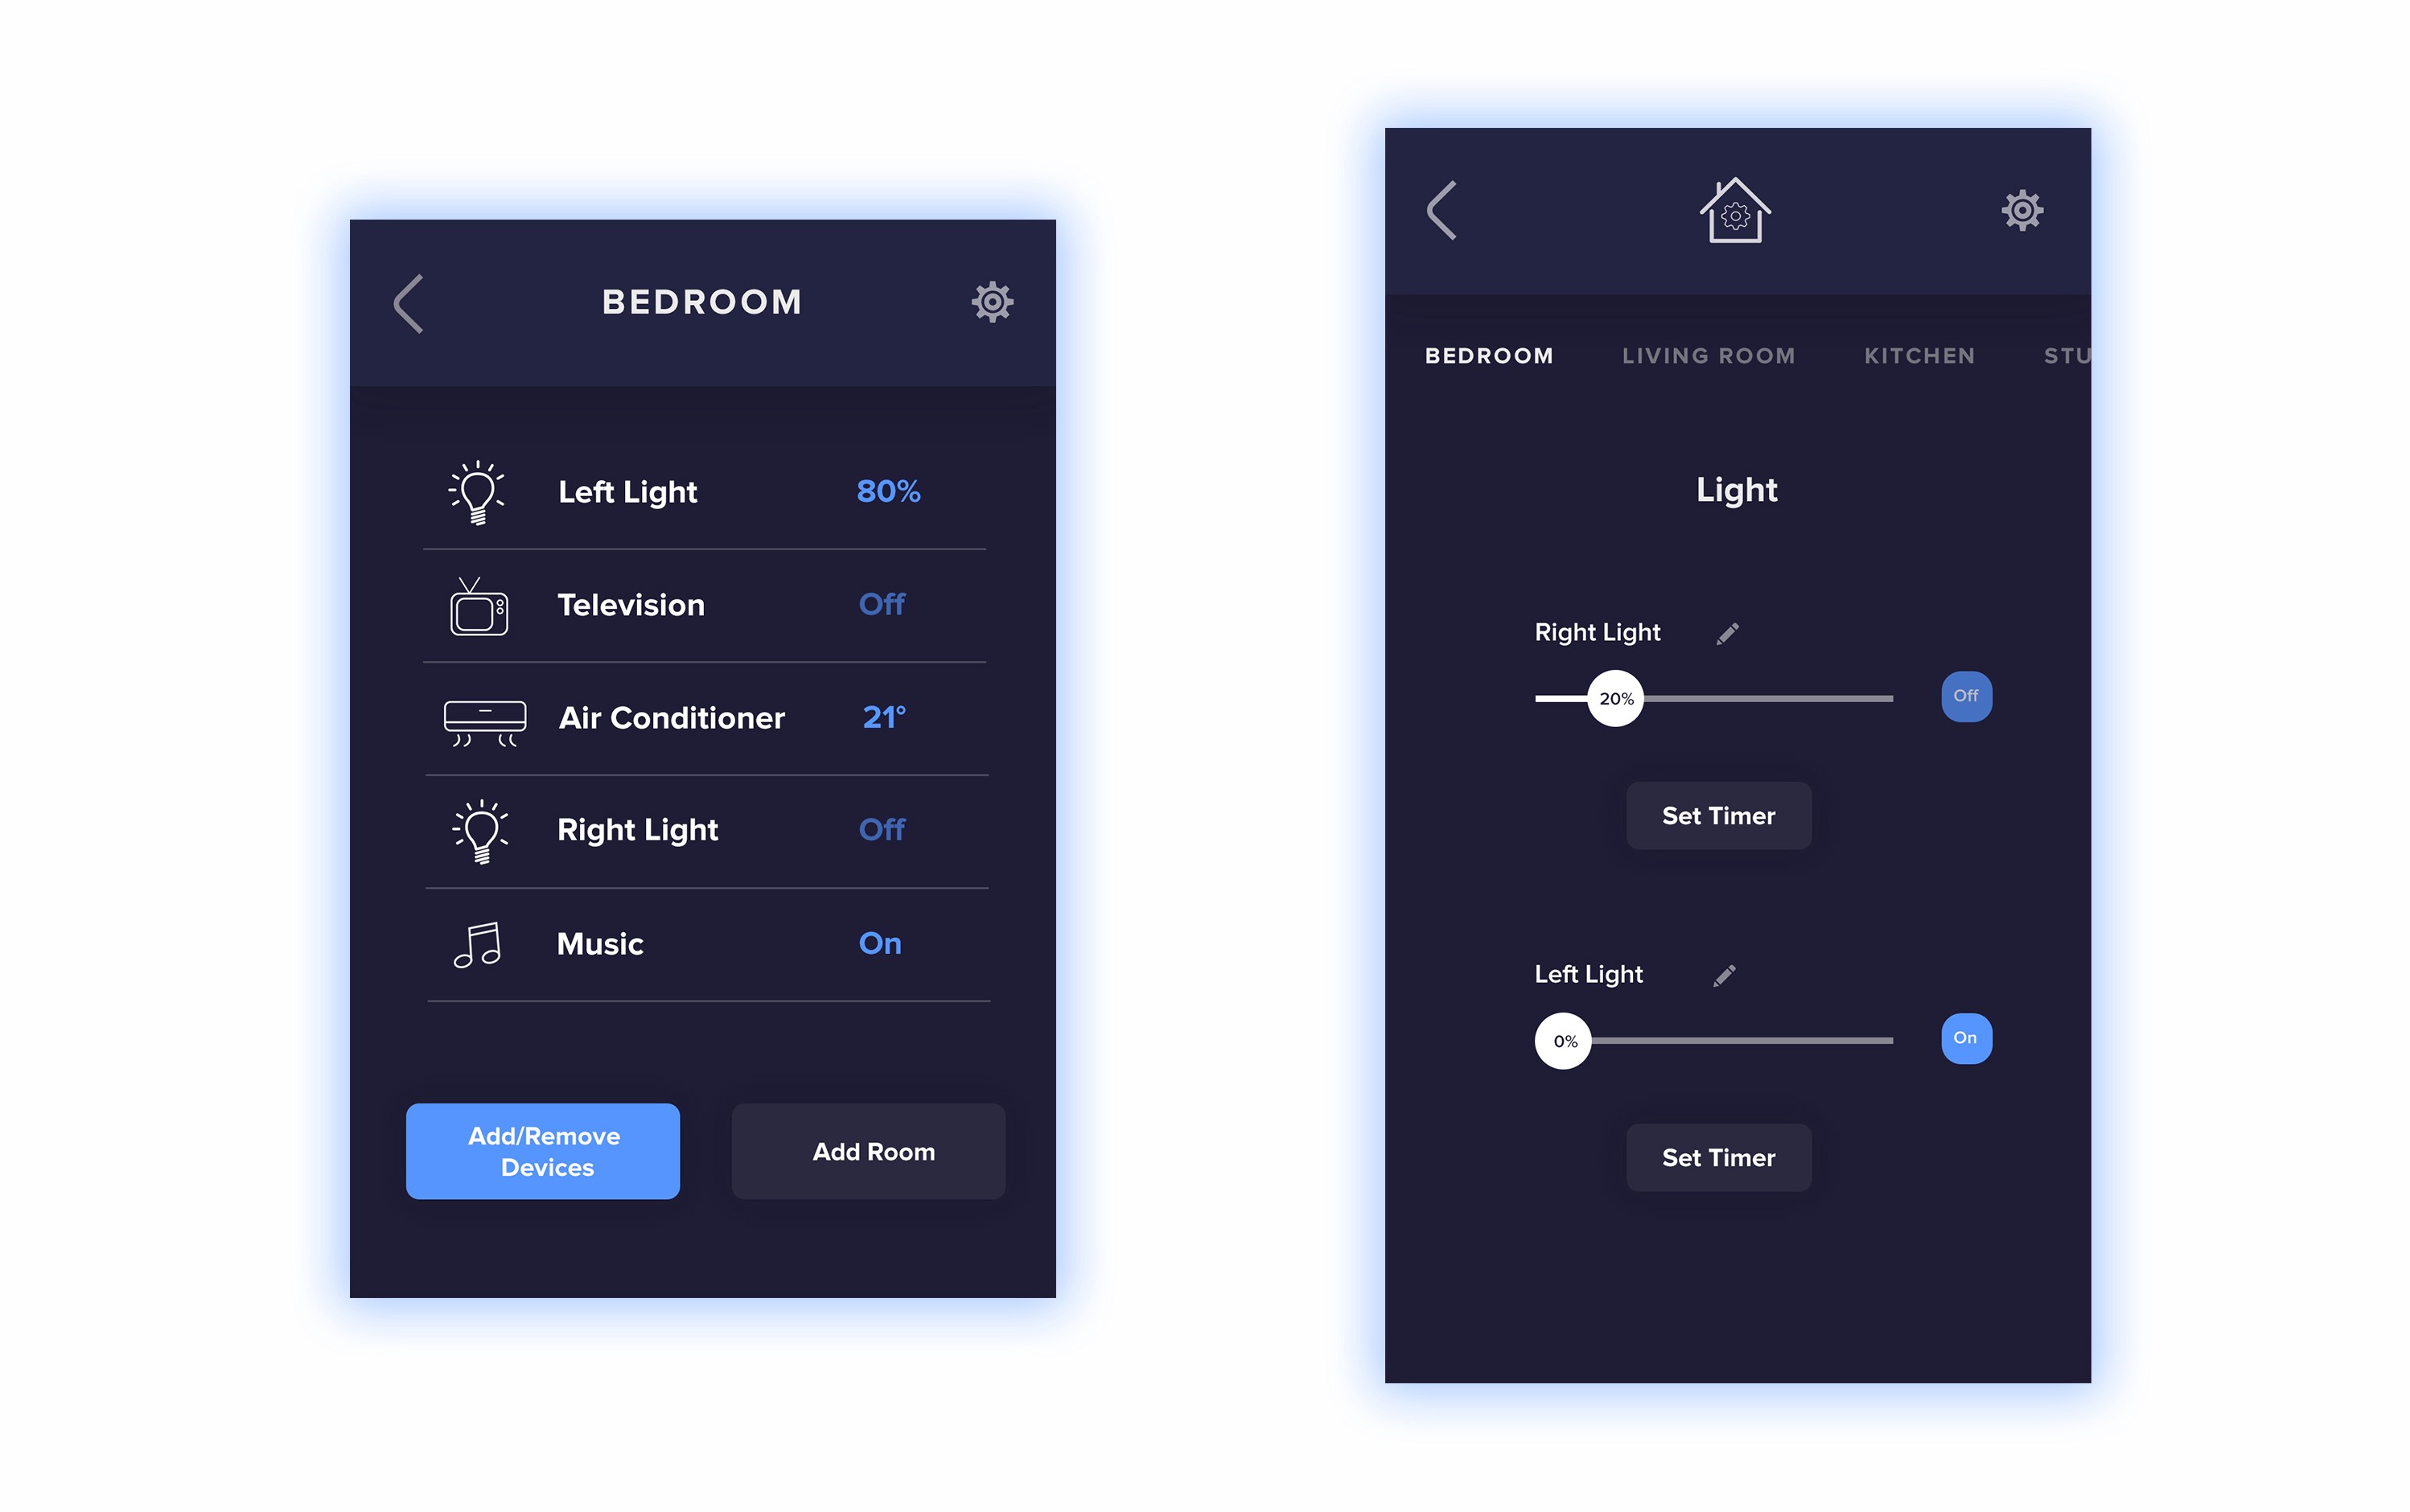 BEDROOM
Left Light 80%
Television Off
Air Conditioner 21°
Right Light Off
Music On
Add/Remove
Devices
Add Room
BEDROOM LIVING ROOM KITCHEN STU
Light
Right Light
20% Off
Set Timer
Left Light
0% On
Set Timer